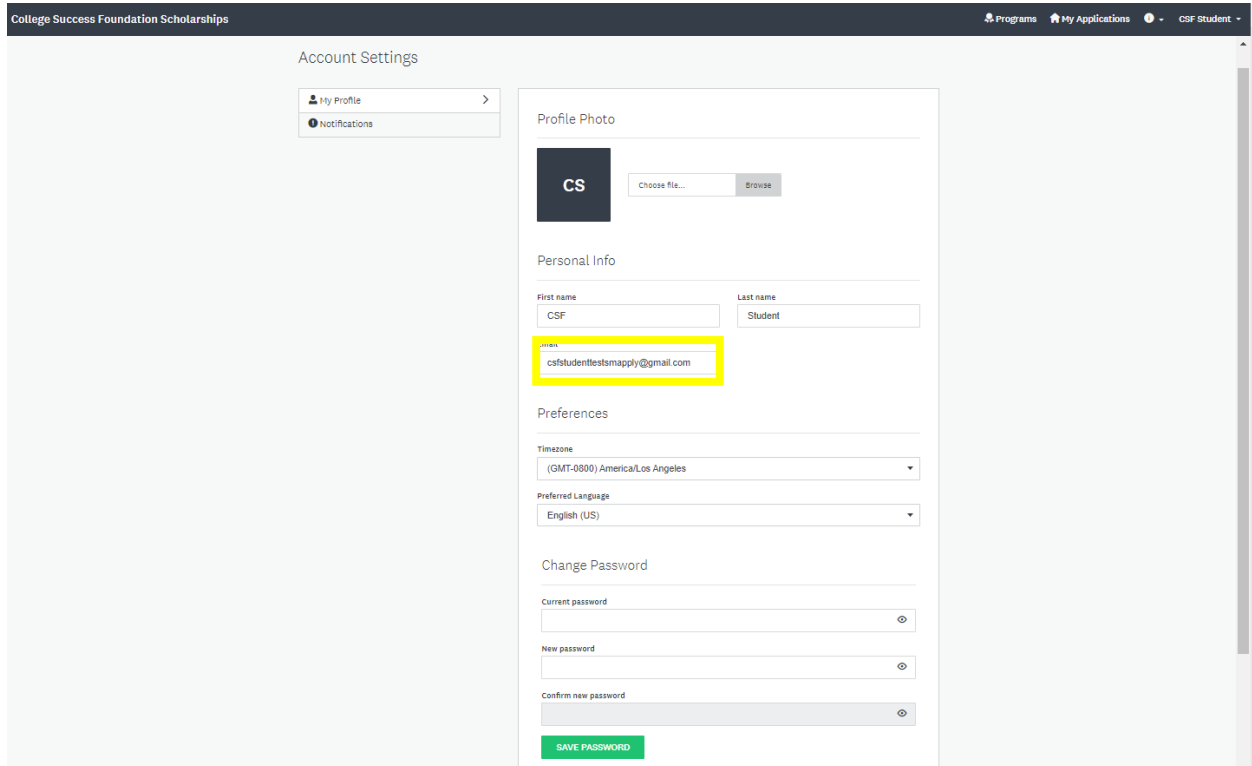 College Success Foundation Scholarships
Programs My Applications CSF Student
Account Settings
My Profile
Notifications
Profile Photo
CS
Choose file... Browse
Personal Info
First name Last name
CSF Student
csfstudenttestsmapply@gmail.com
Preferences
Timezone
(GMT-0800) America/Los Angeles
Preferred Language
English (US)
Change Password
Current password
New password
Confirm new password
SAVE PASSWORD